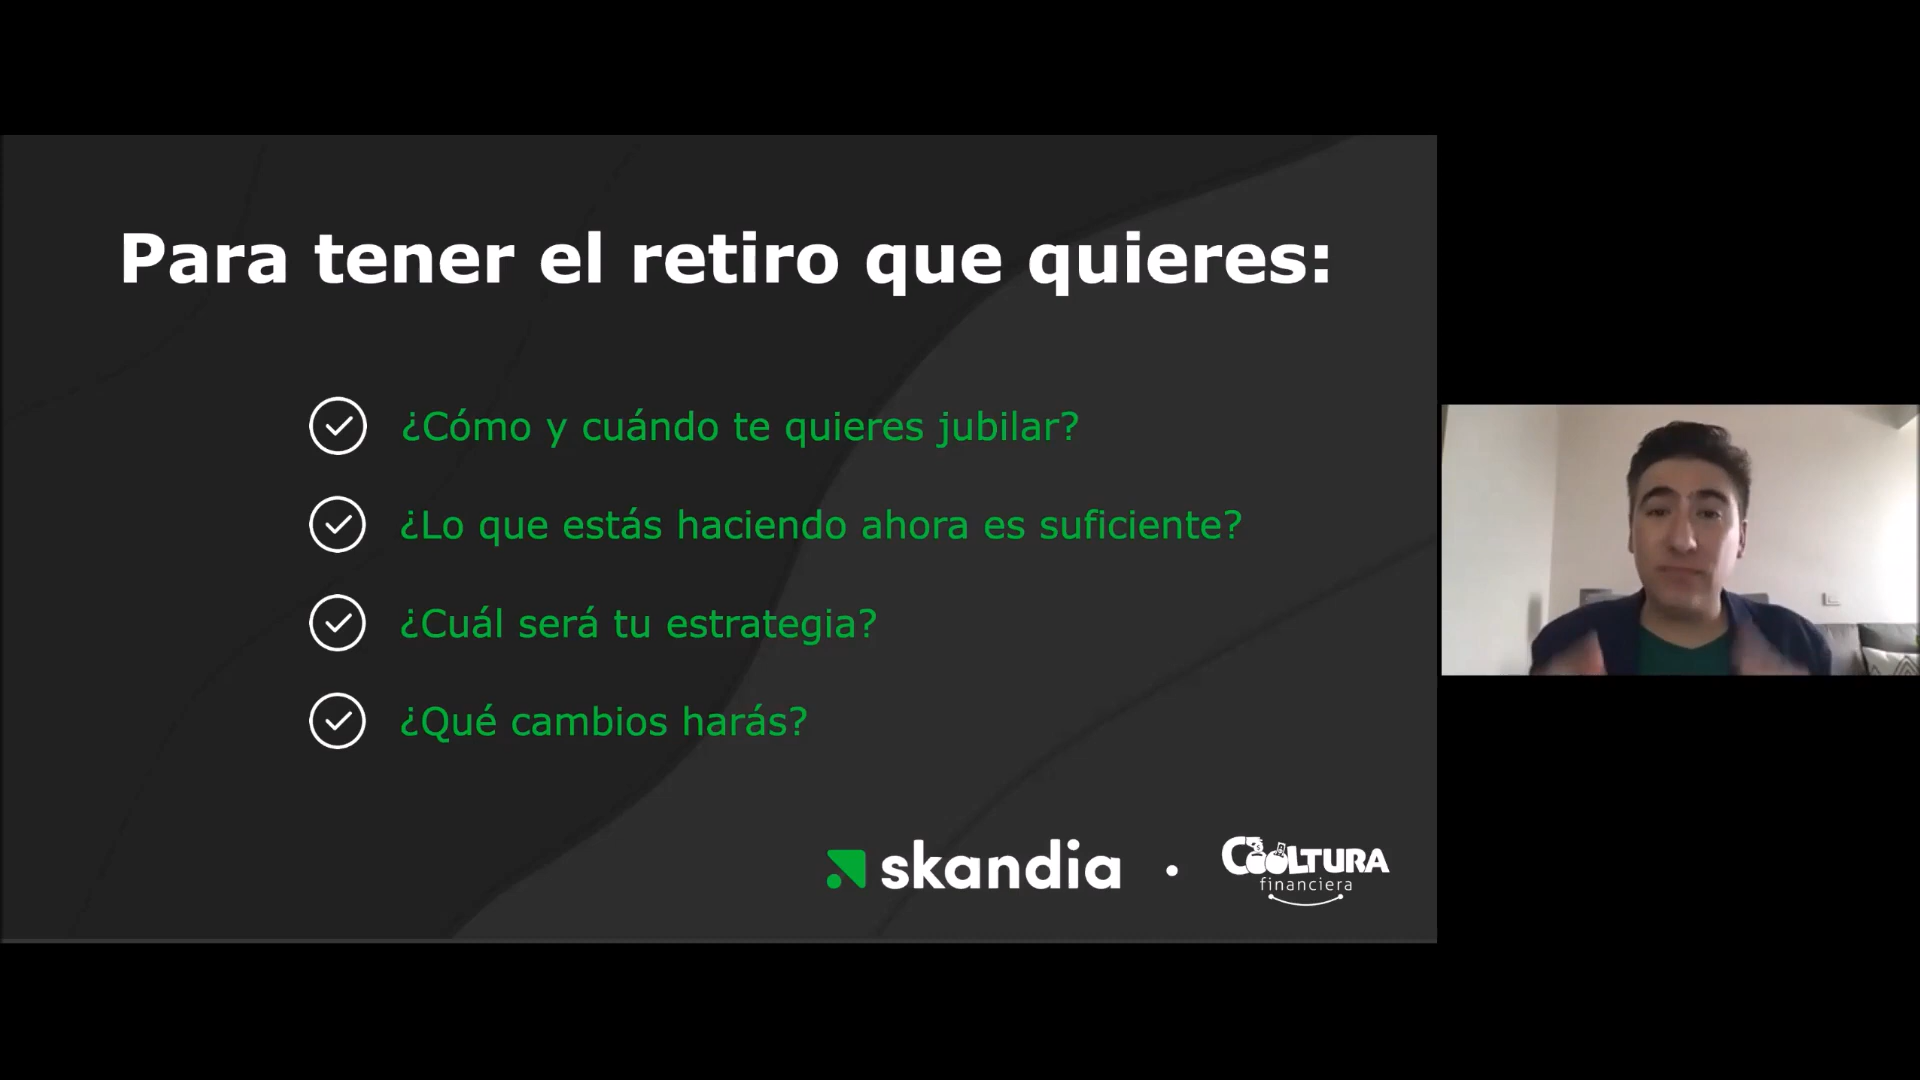 Para tener el retiro que quieres:
¿Cómo y cuándo te quieres jubilar?
¿Lo que estás haciendo ahora es suficiente?
¿Cuál será tu estrategia?
¿Qué cambios harás?
skandia • COOLTURA
financiera